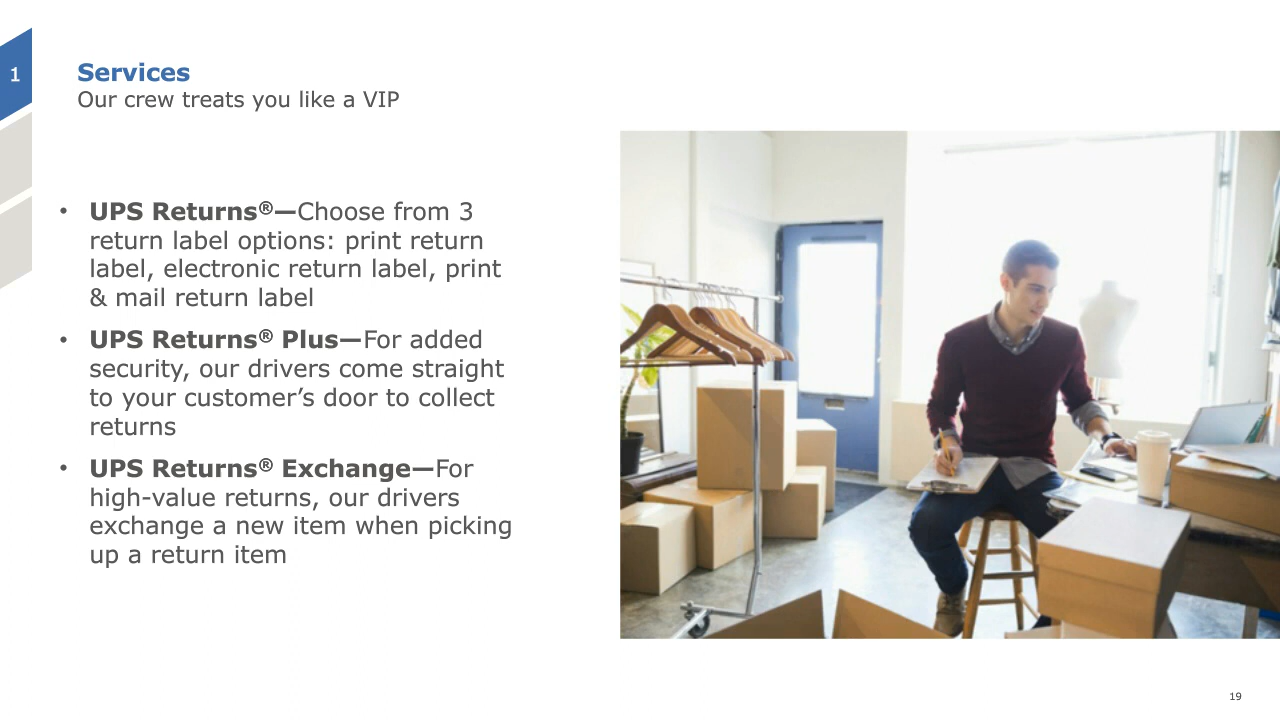 1
Services
Our crew treats you like a VIP
• UPS Returns®—Choose from 3
return label options: print return
label, electronic return label, print
& mail return label
• UPS Returns® Plus—For added
security, our drivers come straight
to your customer’s door to collect
returns
• UPS Returns® Exchange—For
high-value returns, our drivers
exchange a new item when picking
up a return item
19